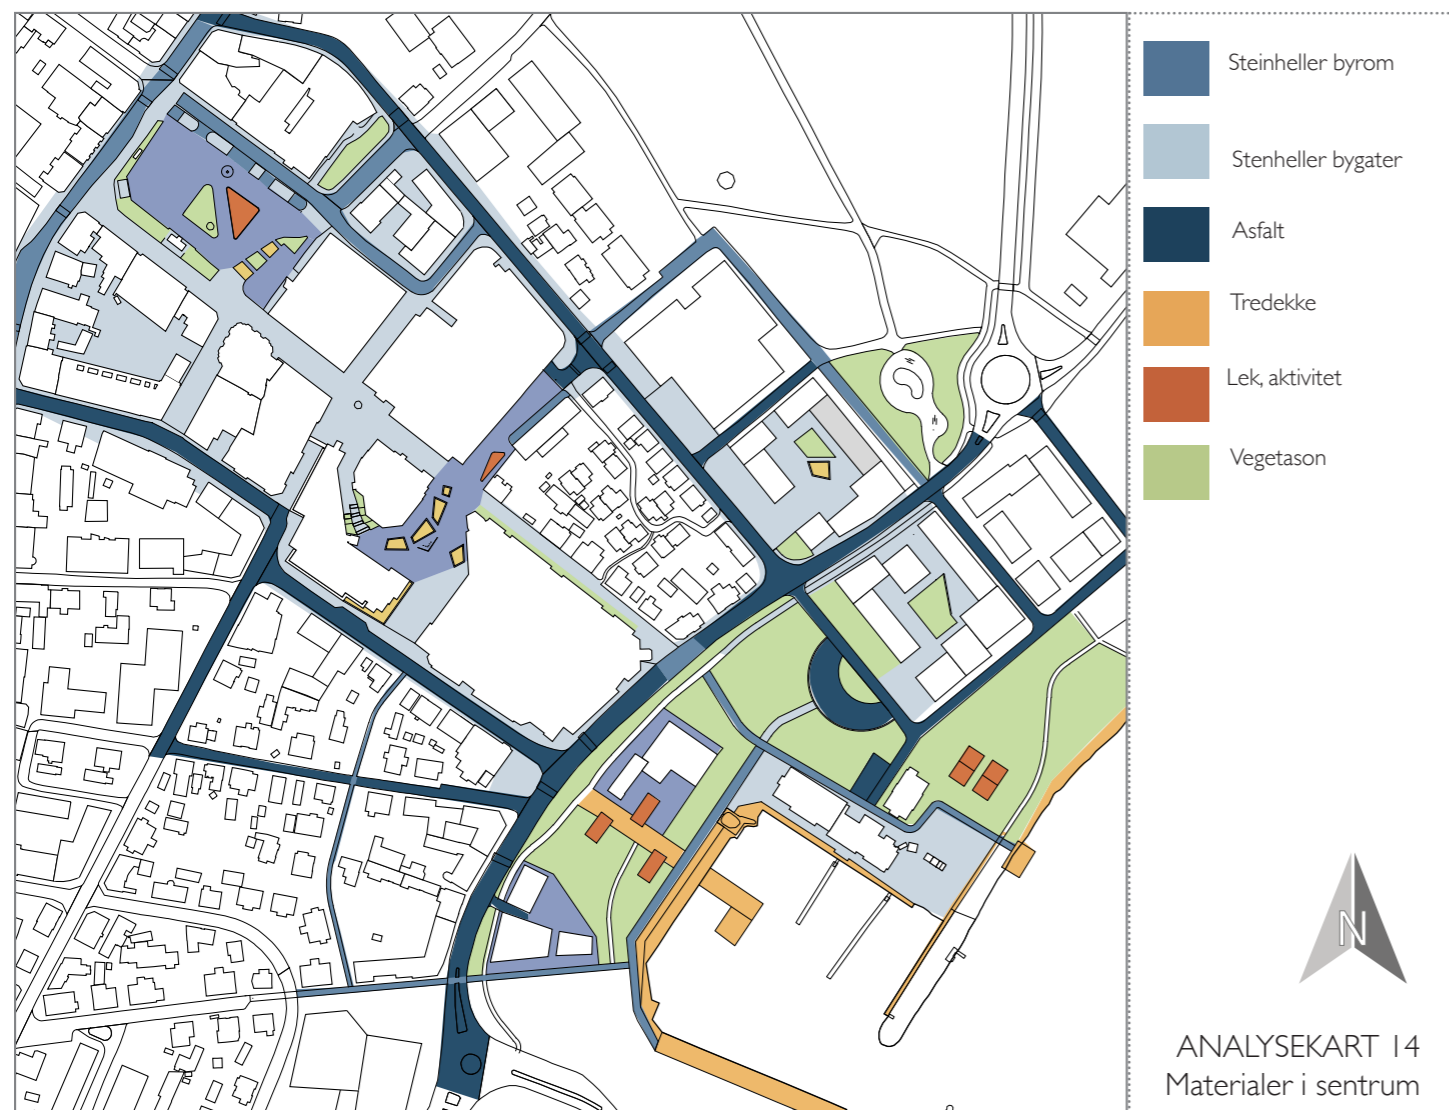 Steinheller byrom
Stenheller bygater
Asfalt
Tredekke
Lek, aktivitet
Vegetason
N
ANALYSEKART 14
Materialer i sentrum